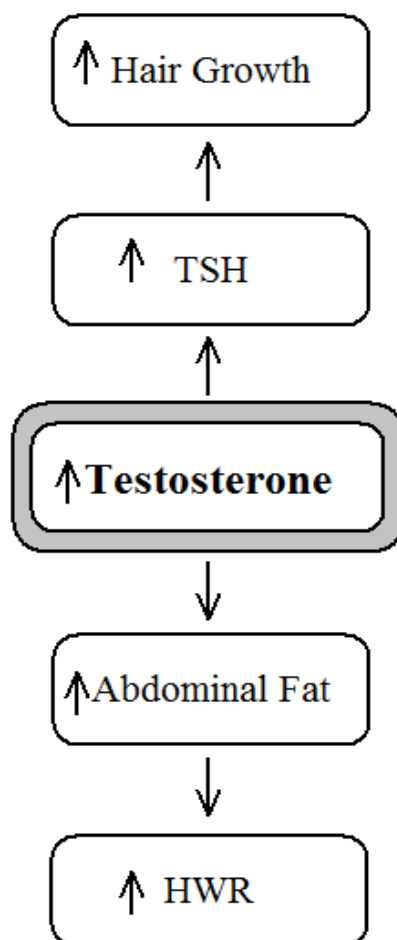 ↑ Hair Growth
↑ TSH
↑ Testosterone
↑ Abdominal Fat
↑ HWR